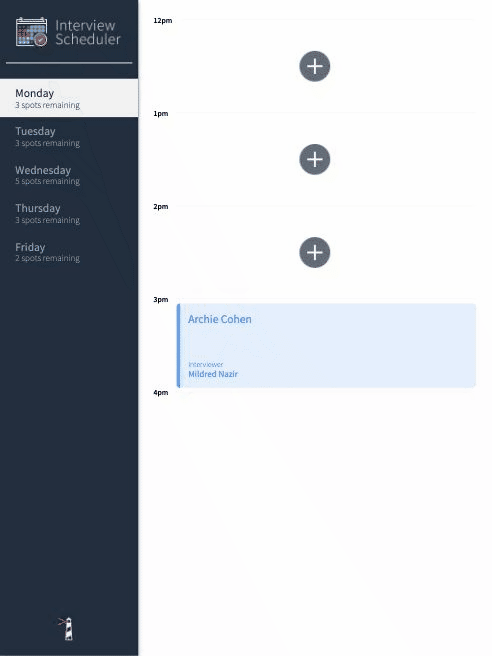 Interview
Scheduler
Monday
3 spots remaining
Tuesday
3 spots remaining
Wednesday
5 spots remaining
Thursday
3 spots remaining
Friday
2 spots remaining
12pm
1pm
2pm
3pm
Archie Cohen
Interviewer
Mildred Nazir
4pm